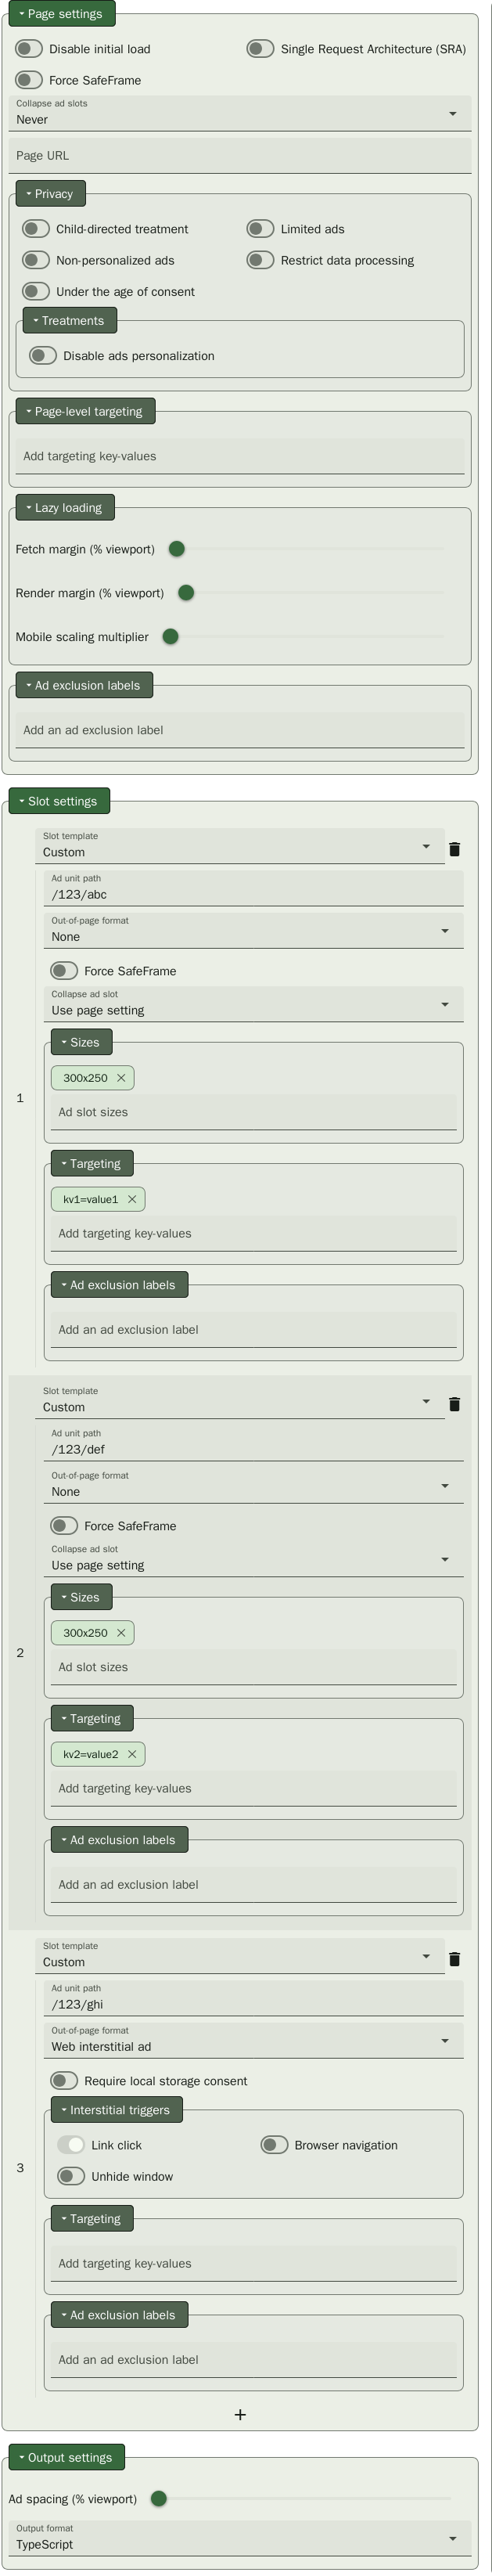 Page settings
Disable initial load
Single Request Architecture (SRA)
Force SafeFrame
Collapse ad slots
Never
Page URL
Privacy
Child-directed treatment
Limited ads
Non-personalized ads
Restrict data processing
Under the age of consent
Treatments
Disable ads personalization
Page-level targeting
Add targeting key-values
Lazy loading
Fetch margin (% viewport)
Render margin (% viewport)
Mobile scaling multiplier
Ad exclusion labels
Add an ad exclusion label
Slot settings
Slot template
Custom
Ad unit path
/123/abc
Out-of-page format
None
Force SafeFrame
Collapse ad slot
Use page setting
Sizes
300x250
1
Ad slot sizes
Targeting
kv1=value1
Add targeting key-values
Ad exclusion labels
Add an ad exclusion label
Slot template
Custom
Ad unit path
/123/def
Out-of-page format
None
Force SafeFrame
Collapse ad slot
Use page setting
Sizes
300x250
2
Ad slot sizes
Targeting
kv2=value2
Add targeting key-values
Ad exclusion labels
Add an ad exclusion label
Slot template
Custom
Ad unit path
/123/ghi
Out-of-page format
Web interstitial ad
Require local storage consent
Interstitial triggers
Link click
Browser navigation
3
Unhide window
Targeting
Add targeting key-values
Ad exclusion labels
Add an ad exclusion label
+
Output settings
Ad spacing (% viewport)
Output format
TypeScript